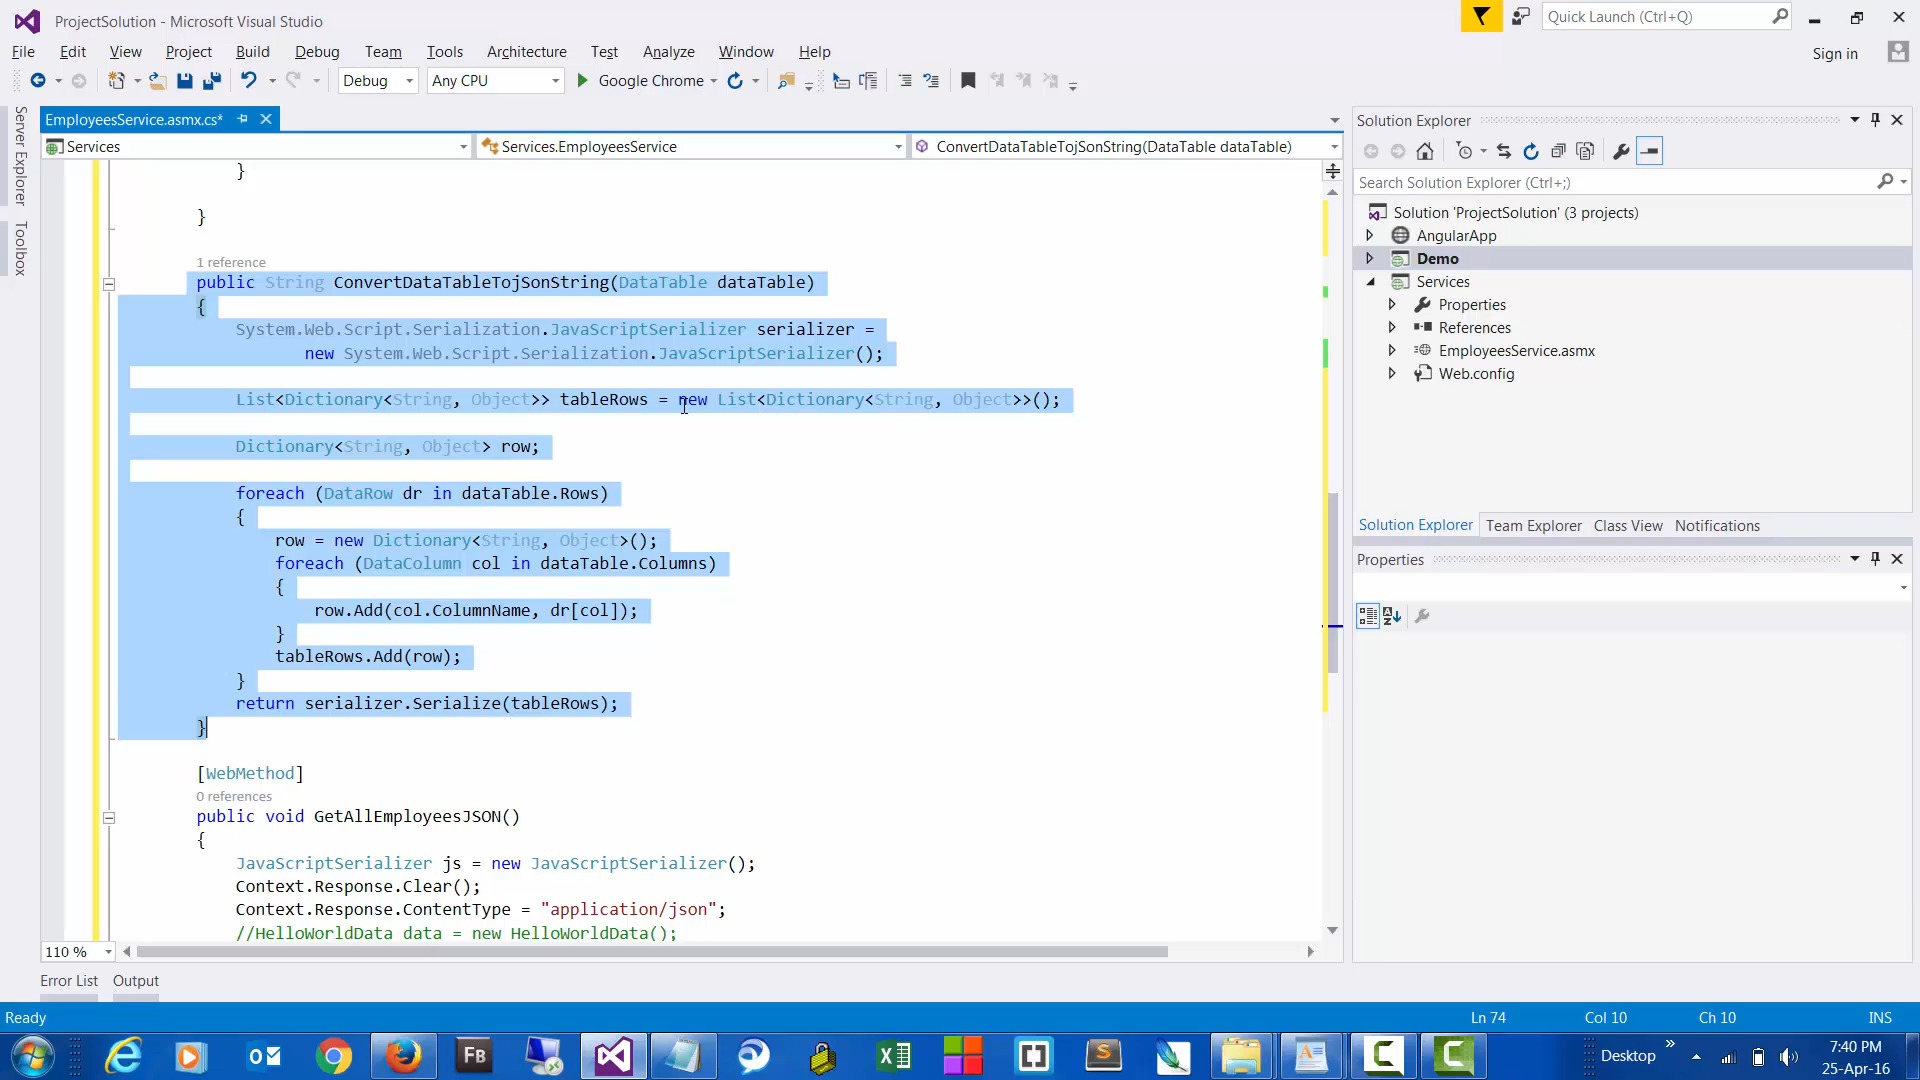 ProjectSolution - Microsoft Visual Studio
Quick Launch (Ctrl+Q)
File Edit View Project Build Debug Team Tools Architecture Test Analyze Window Help
Sign in
Debug Any CPU Google Chrome
Server Explorer
Toolbox
EmployeesService.asmx.cs*
Services Services.EmployeesService ConvertDataTableTojSonString(DataTable dataTable)
}
}
1 reference
public String ConvertDataTableTojSonString(DataTable dataTable)
{
System.Web.Script.Serialization.JavaScriptSerializer serializer =
new System.Web.Script.Serialization.JavaScriptSerializer();
List<Dictionary<String, Object>> tableRows = new List<Dictionary<String, Object>>();
Dictionary<String, Object> row;
foreach (DataRow dr in dataTable.Rows)
{
row = new Dictionary<String, Object>();
foreach (DataColumn col in dataTable.Columns)
{
row.Add(col.ColumnName, dr[col]);
}
tableRows.Add(row);
}
return serializer.Serialize(tableRows);
}
[WebMethod]
0 references
public void GetAllEmployeesJSON()
{
JavaScriptSerializer js = new JavaScriptSerializer();
Context.Response.Clear();
Context.Response.ContentType = "application/json";
//HelloWorldData data = new HelloWorldData();
110 %
Error List Output
Solution Explorer
Search Solution Explorer (Ctrl+;)
Solution 'ProjectSolution' (3 projects)
AngularApp
Demo
Services
Properties
References
EmployeesService.asmx
Web.config
Solution Explorer Team Explorer Class View Notifications
Properties
Ready Ln 74 Col 10 Ch 10 INS
Desktop
7:40 PM
25-Apr-16